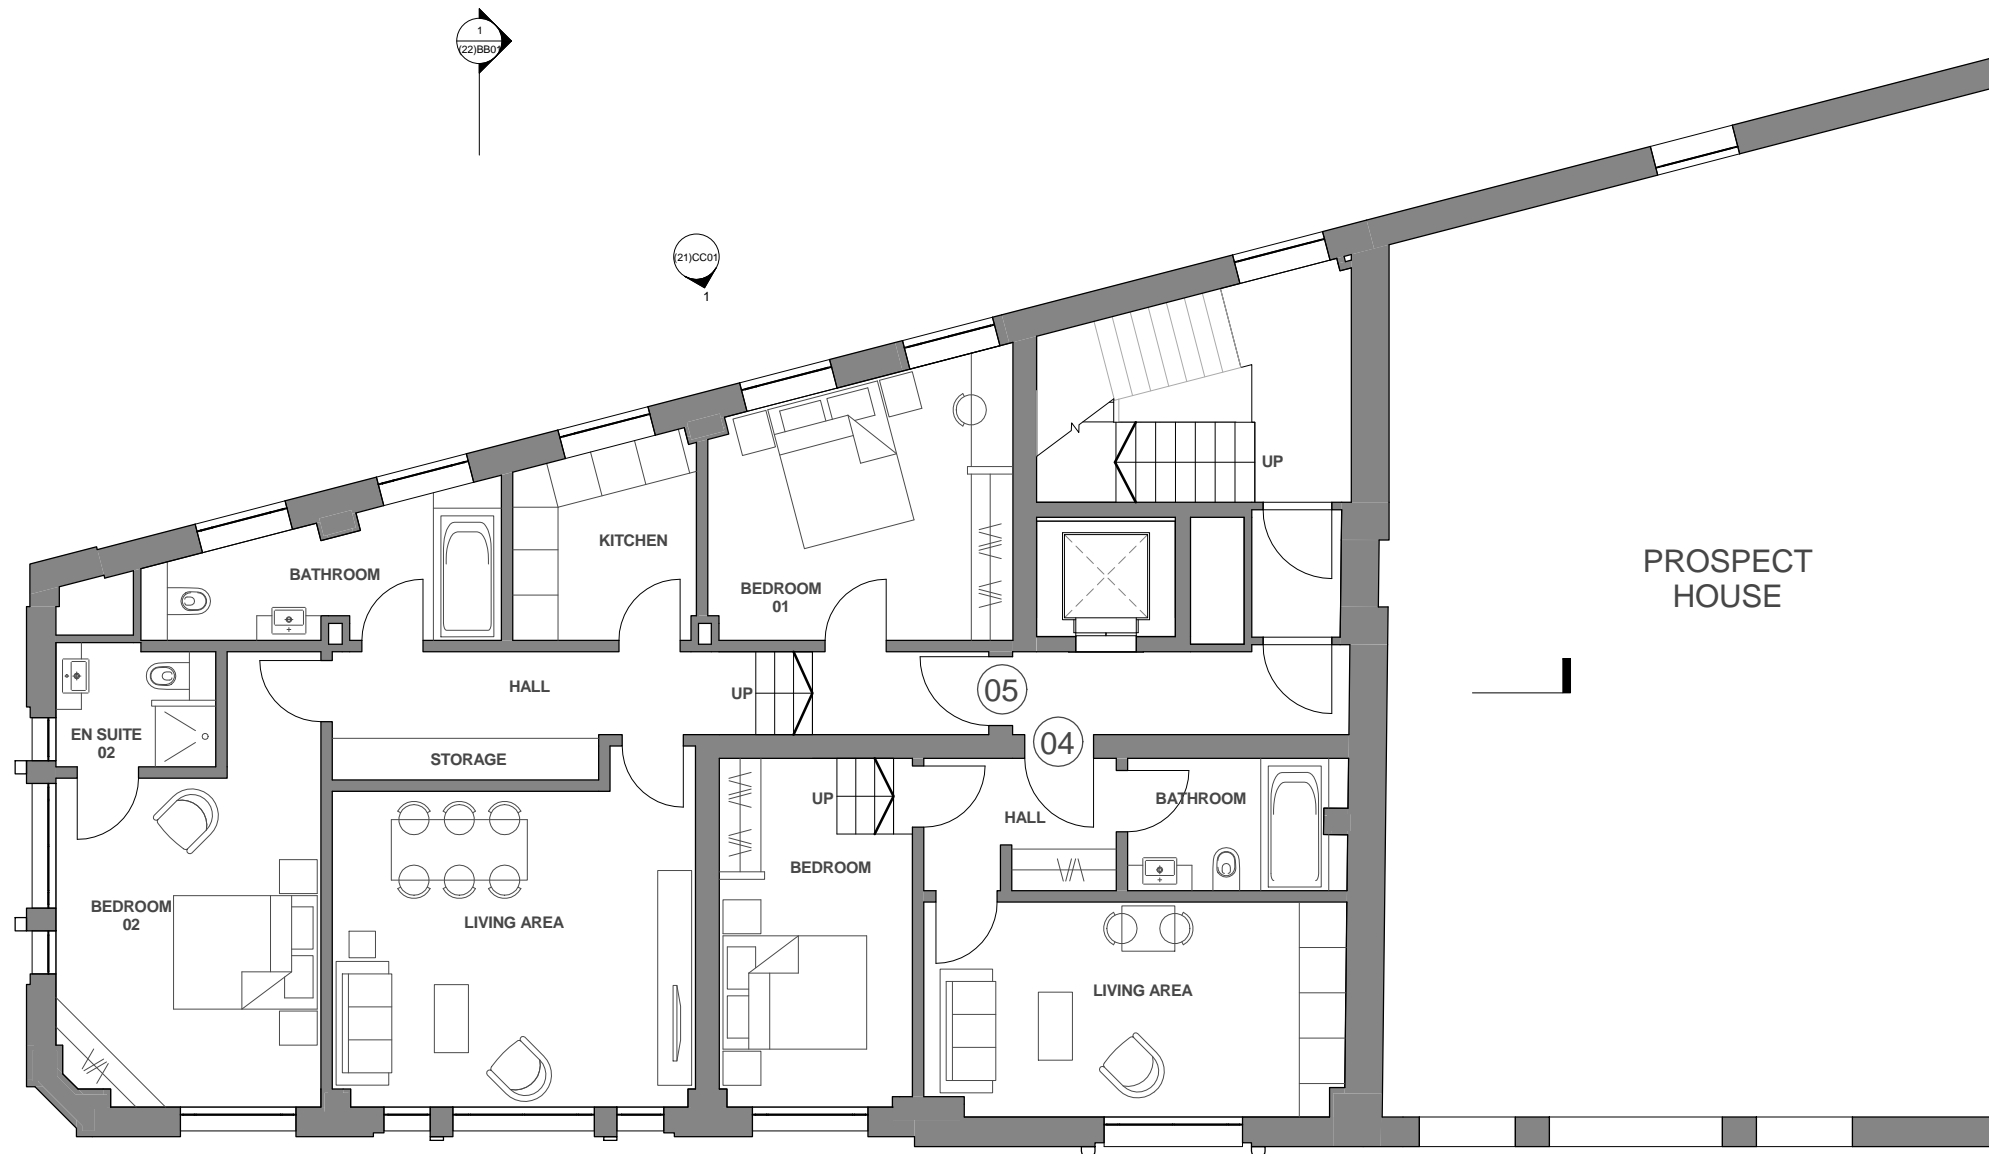 1
(22)BB01
(21)CC01
1
UP
PROSPECT
HOUSE
KITCHEN
BATHROOM
BEDROOM
01
HALL
UP
05
EN SUITE
02
STORAGE
04
UP
HALL
BATHROOM
BEDROOM
BEDROOM
02
LIVING AREA
LIVING AREA